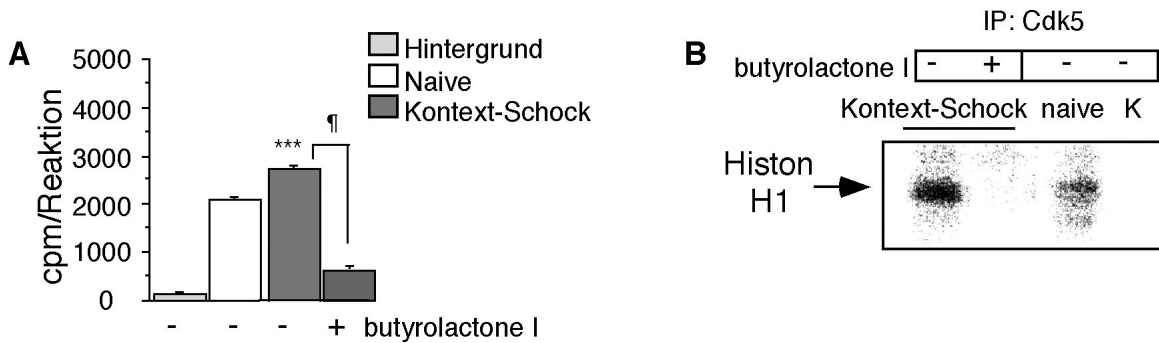 A
cpm/Reaktion
5000
4000
3000
2000
1000
0
Hintergrund
Naive
Kontext-Schock
***
¶
- - - + butyrolactone I
B
IP: Cdk5
butyrolactone I - + - -
Kontext-Schock naive K
Histon
H1